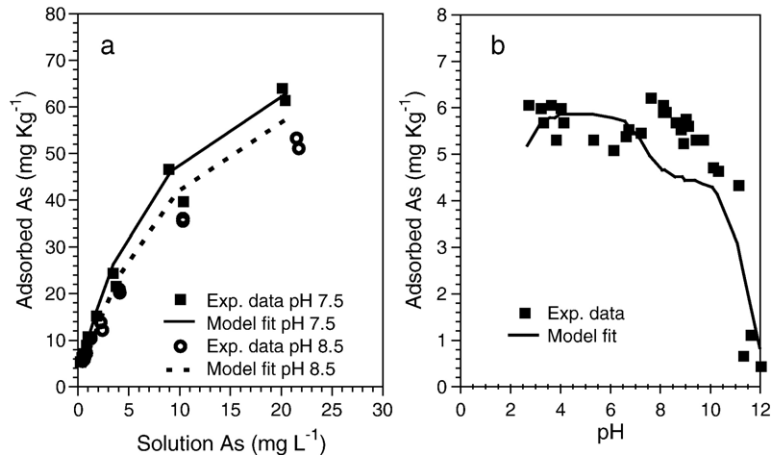 a
Adsorbed As (mg Kg⁻¹)
80
70
60
50
40
30
20
10
0
Exp. data pH 7.5
Model fit pH 7.5
Exp. data pH 8.5
Model fit pH 8.5
0 5 10 15 20 25 30
Solution As (mg L⁻¹)
b
Adsorbed As (mg Kg⁻¹)
8
7
6
5
4
3
2
1
0
Exp. data
Model fit
0 2 4 6 8 10 12
pH